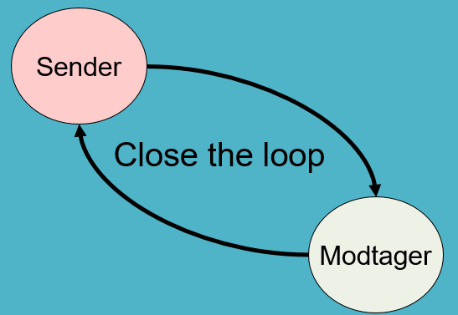 Sender
Close the loop
Modtager